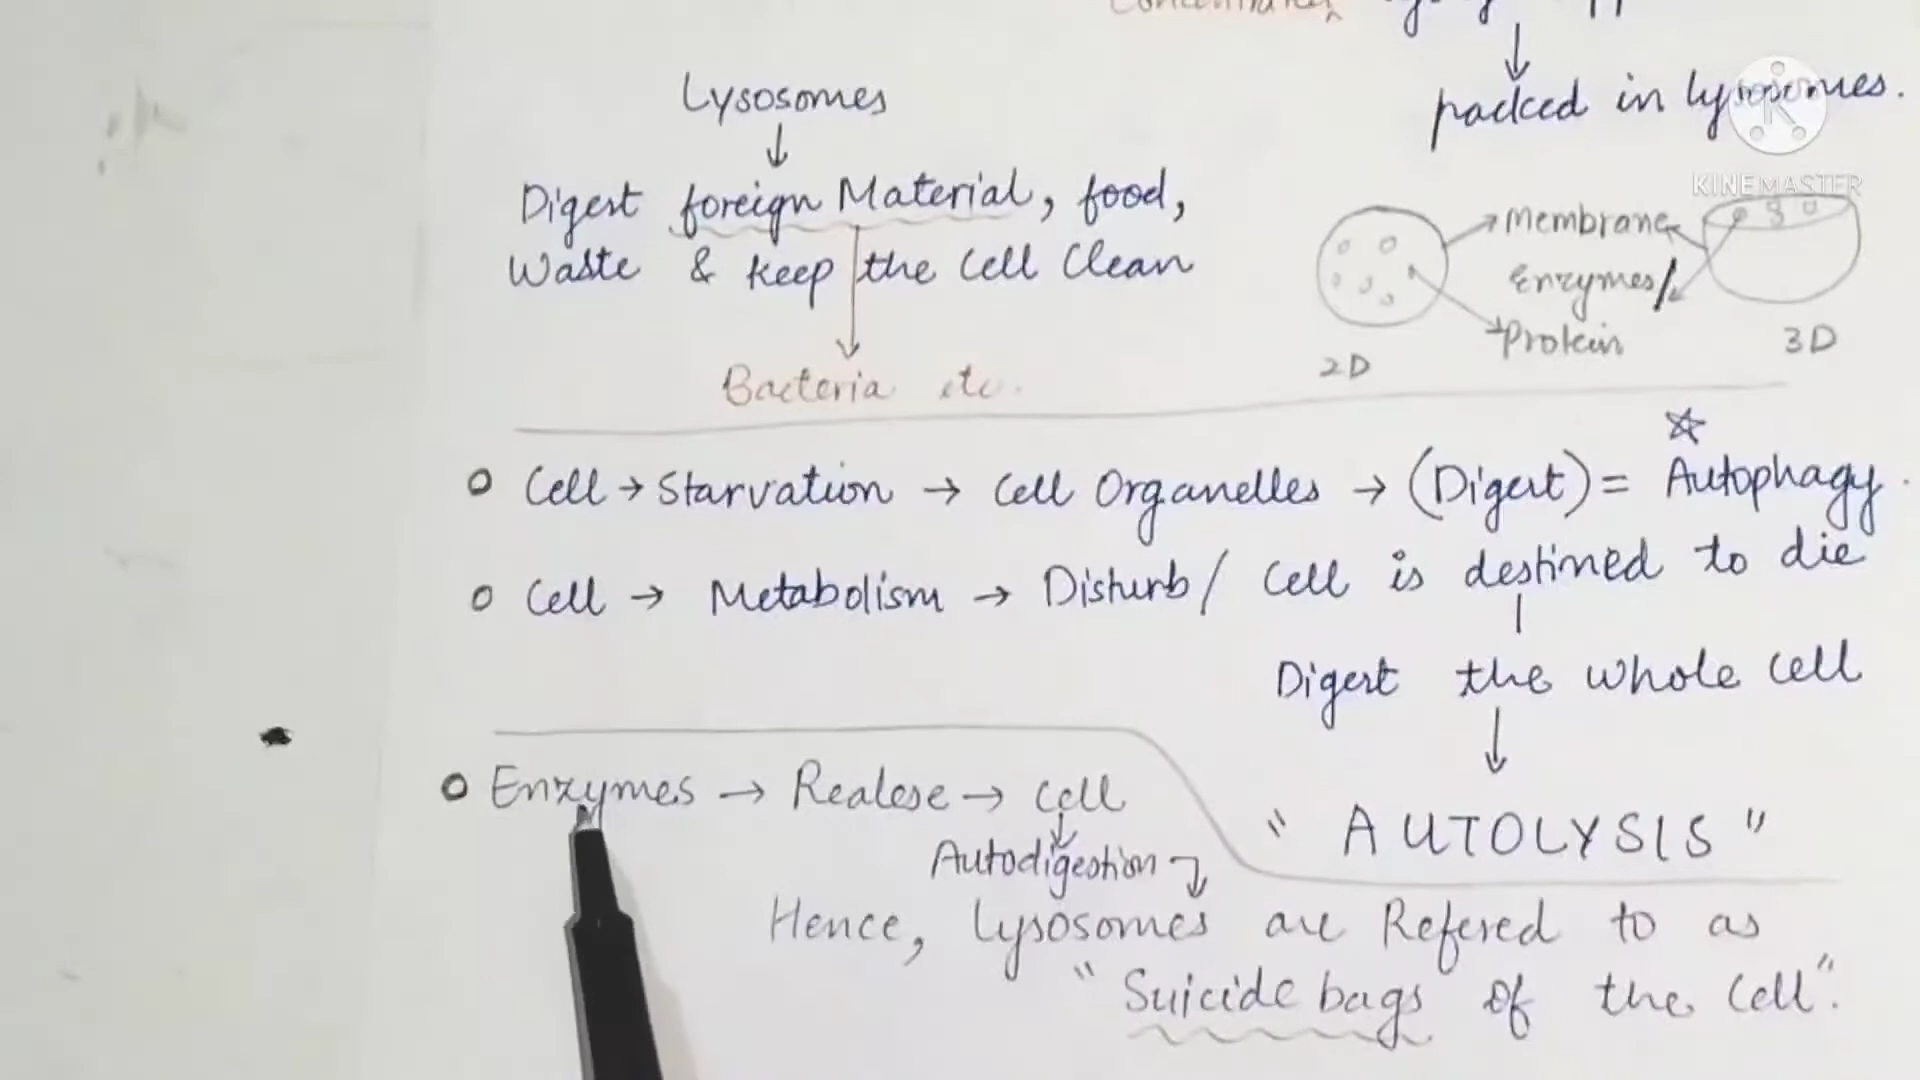 packed in lysosomes.
KINEMASTER
Lysosomes
↓
Digest foreign Material, food,
Waste & keep the Cell Clean
Bacteria etc.
Membrane
Enzymes/
Protein
2D
3D
Cell → Starvation → Cell Organelles → (Digest) = Autophagy.
Cell → Metabolism → Disturb / Cell is destined to die
Digest the whole cell
↓
" AUTOLYSIS "
Enzymes → Realese → Cell
Autodigestion
Hence, Lysosomes are Refered to as
"Suicide bags of the Cell".